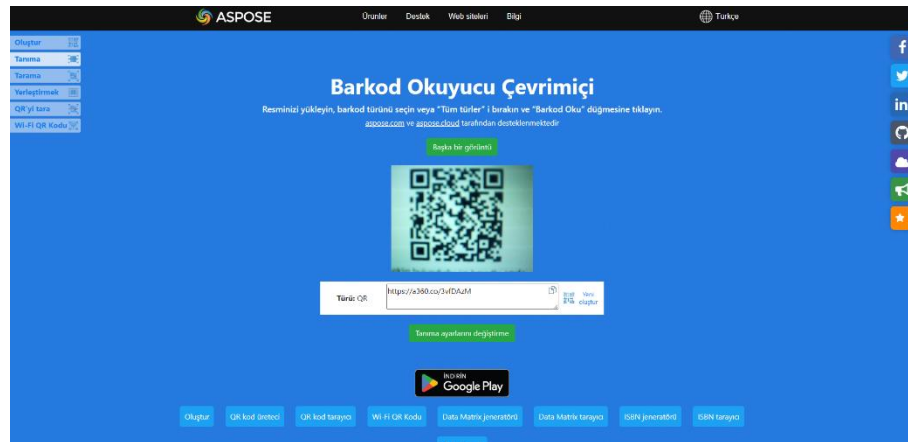 ASPOSE
Ürünler Destek Web siteleri Bilgi
Türkçe
Oluştur
Tanıma
Tarama
Yerleştirmek
QR'yi tara
Wi-Fi QR Kodu
Barkod Okuyucu Çevrimiçi
Resminizi yükleyin, barkod türünü seçin veya "Tüm türler" i bırakın ve "Barkod Oku" düğmesine tıklayın.
aspose.com ve aspose.cloud tarafından desteklenmektedir
Başka bir görüntü
Türü: QR
https://a360.co/3vfDAzM
Yeni
oluştur
Tanıma ayarlarını değiştirme
İNDİRİN
Google Play
Oluştur QR kod üreteci QR kod tarayıcı Wi-Fi QR Kodu Data Matrix jeneratörü Data Matrix tarayıcı ISBN jeneratörü ISBN tarayıcı